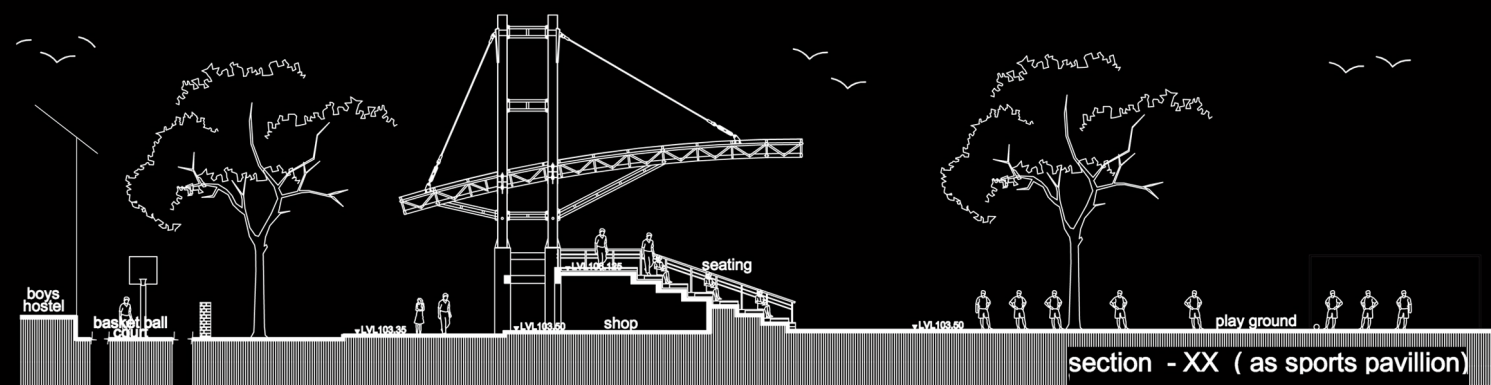 seating
boys
hostel
basket ball
court
LVL103.35
LVL103.50
shop
LVL103.50
play ground
section - XX ( as sports pavillion)